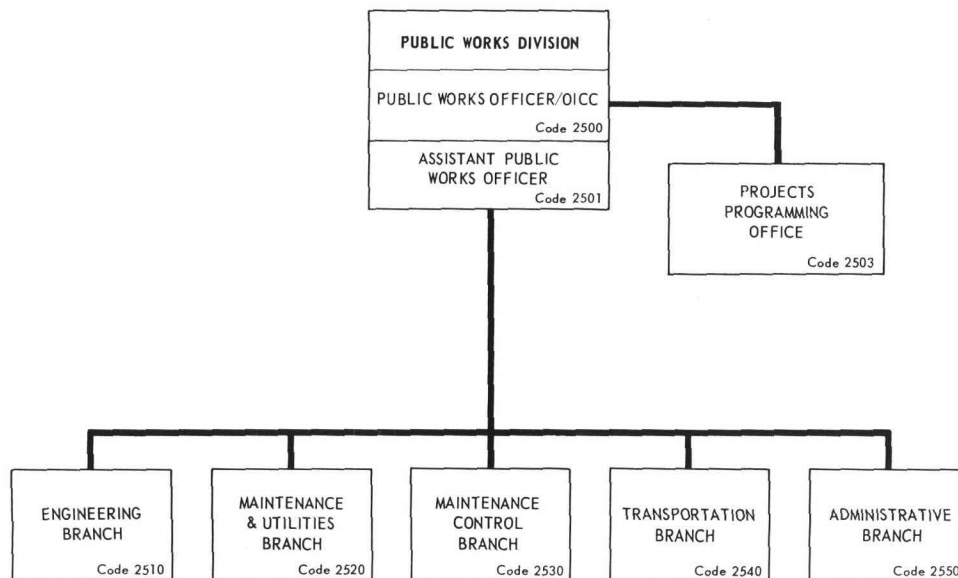 PUBLIC WORKS DIVISION
PUBLIC WORKS OFFICER/OICC
Code 2500
ASSISTANT PUBLIC
WORKS OFFICER
Code 2501
PROJECTS
PROGRAMMING
OFFICE
Code 2503
ENGINEERING
BRANCH
Code 2510
MAINTENANCE
& UTILITIES
BRANCH
Code 2520
MAINTENANCE
CONTROL
BRANCH
Code 2530
TRANSPORTATION
BRANCH
Code 2540
ADMINISTRATIVE
BRANCH
Code 2550